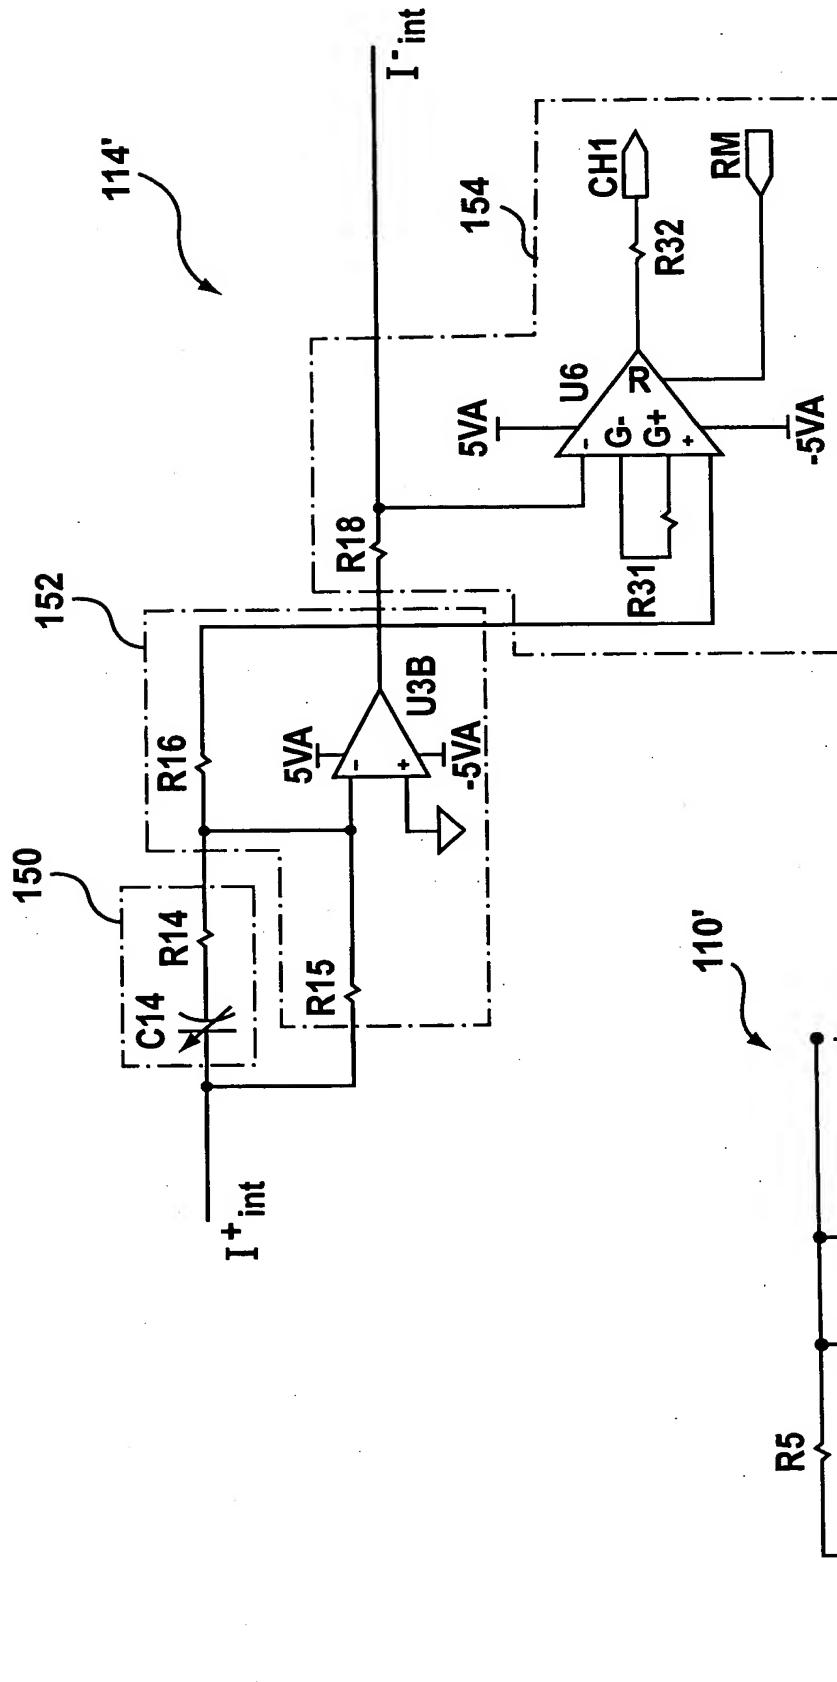 114'
I⁻int
152
154
150
R16
R14
C14
5VA
-
+
-5VA
U3B
R15
R18
I⁺int
5VA
U6
-
G-
G+
+
R
-5VA
R31
R32
CH1
RM
110'
R5